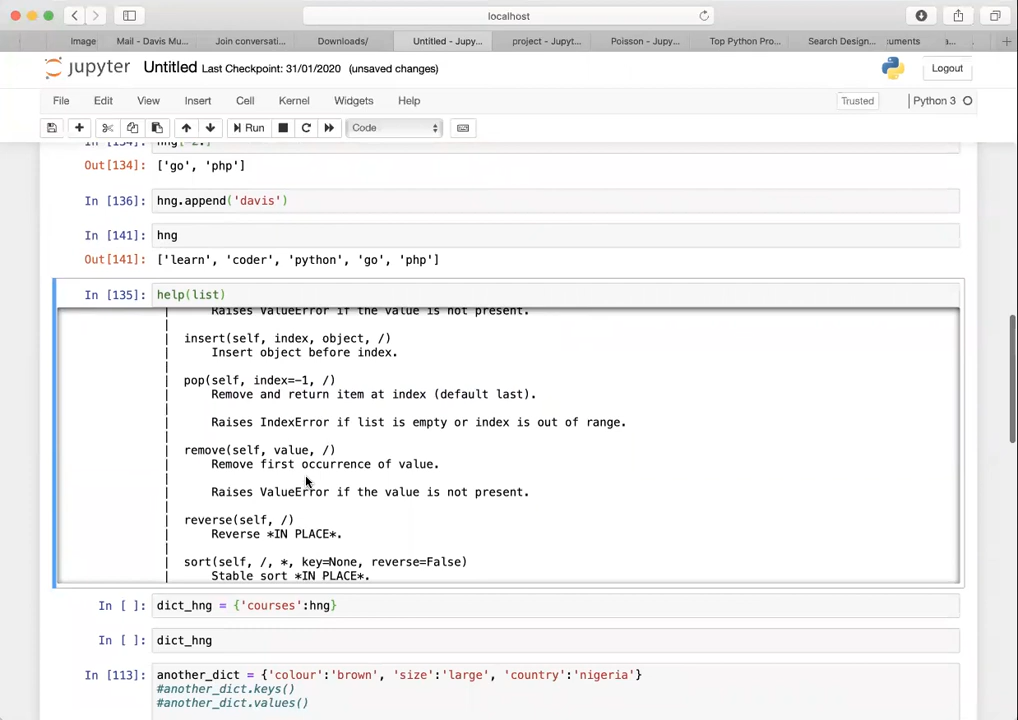 localhost
Image
Mail - Davis Mu...
Join conversati...
Downloads/
Untitled - Jupy...
project - Jupyt...
Poisson - Jupy...
Top Python Pro...
Search Design...
:uments
a...
jupyter Untitled Last Checkpoint: 31/01/2020 (unsaved changes)
Logout
File Edit View Insert Cell Kernel Widgets Help
Trusted
Python 3
Run
Code
Out[134]: ['go', 'php']
In [136]: hng.append('davis')
In [141]: hng
Out[141]: ['learn', 'coder', 'python', 'go', 'php']
In [135]: help(list)
| Raises ValueError if the value is not present.
|
| insert(self, index, object, /)
| Insert object before index.
|
| pop(self, index=-1, /)
| Remove and return item at index (default last).
|
| Raises IndexError if list is empty or index is out of range.
|
| remove(self, value, /)
| Remove first occurrence of value.
|
| Raises ValueError if the value is not present.
|
| reverse(self, /)
| Reverse *IN PLACE*.
|
| sort(self, /, *, key=None, reverse=False)
| Stable sort *IN PLACE*.
In [ ]: dict_hng = {'courses':hng}
In [ ]: dict_hng
In [113]: another_dict = {'colour':'brown', 'size':'large', 'country':'nigeria'}
#another_dict.keys()
#another_dict.values()